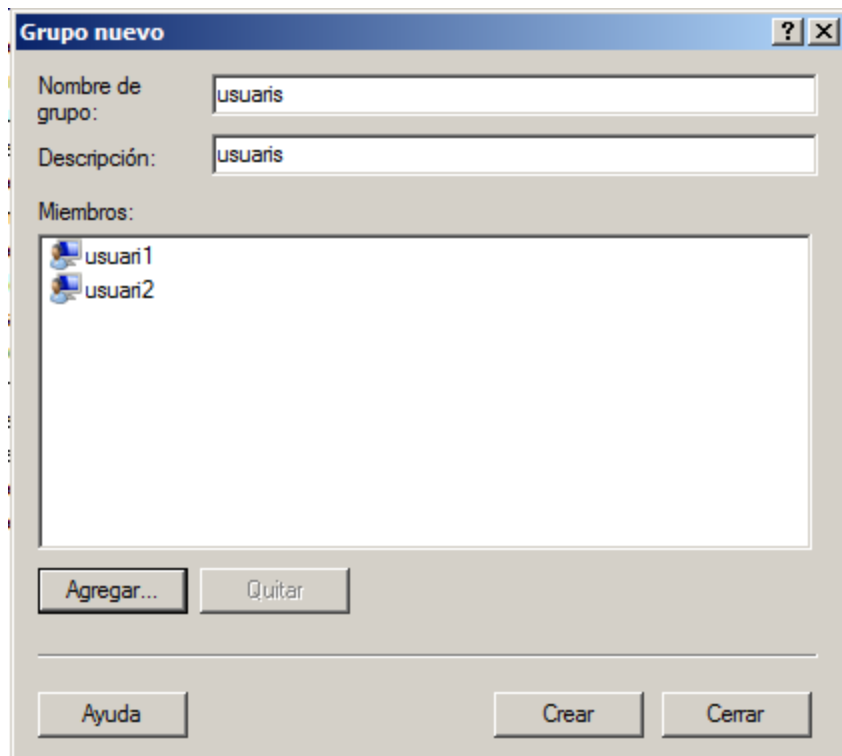 Grupo nuevo
Nombre de
grupo:
usuaris
Descripción:
usuaris
Miembros:
usuari1
usuari2
Agregar...
Quitar
Ayuda
Crear
Cerrar